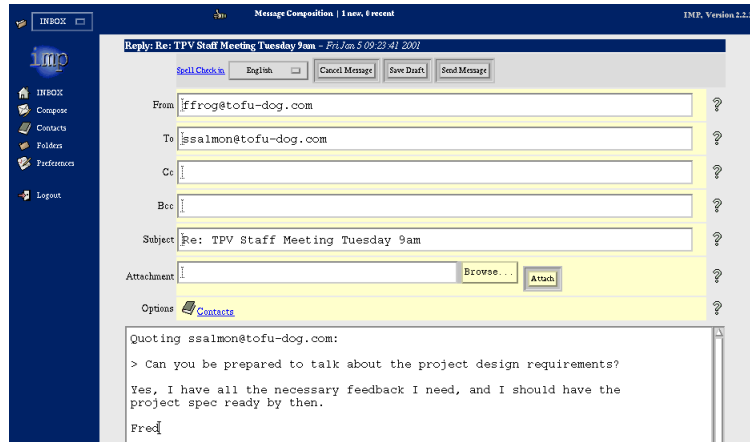 INBOX
Message Composition | 1 new, 0 recent
IMP, Version 2.2.
imp
Reply: Re: TPV Staff Meeting Tuesday 9am - Fri Jan 5 09:23:41 2001
Spell Check in English Cancel Message Save Draft Send Message
INBOX
Compose
Contacts
Folders
Preferences
Logout
From ffrog@tofu-dog.com ?
To ssalmon@tofu-dog.com ?
Cc ?
Bcc ?
Subject Re: TPV Staff Meeting Tuesday 9am ?
Attachment Browse... Attach ?
Options Contacts ?
Quoting ssalmon@tofu-dog.com:
> Can you be prepared to talk about the project design requirements?
Yes, I have all the necessary feedback I need, and I should have the
project spec ready by then.
Fred